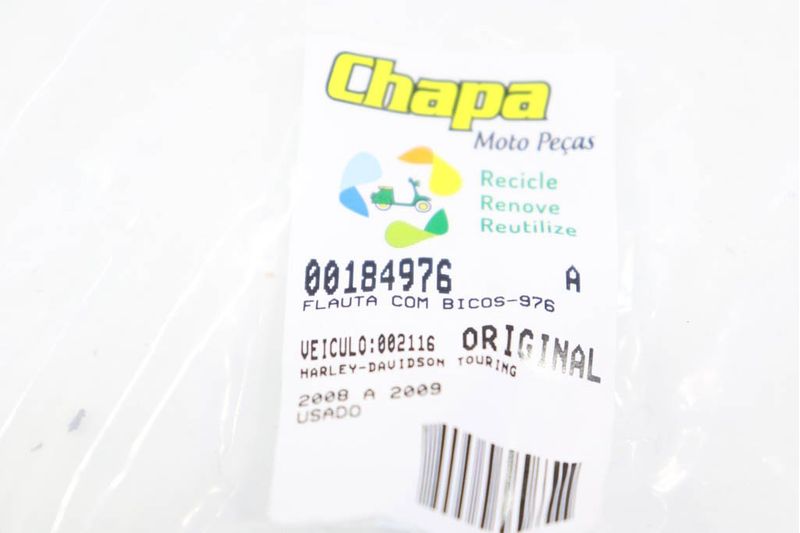 Chapa
Moto Peças
Recicle
Renove
Reutilize
00184976 A
FLAUTA COM BICOS-976
VEICULO:002116 ORIGINAL
HARLEY-DAVIDSON TOURING
2008 A 2009
USADO